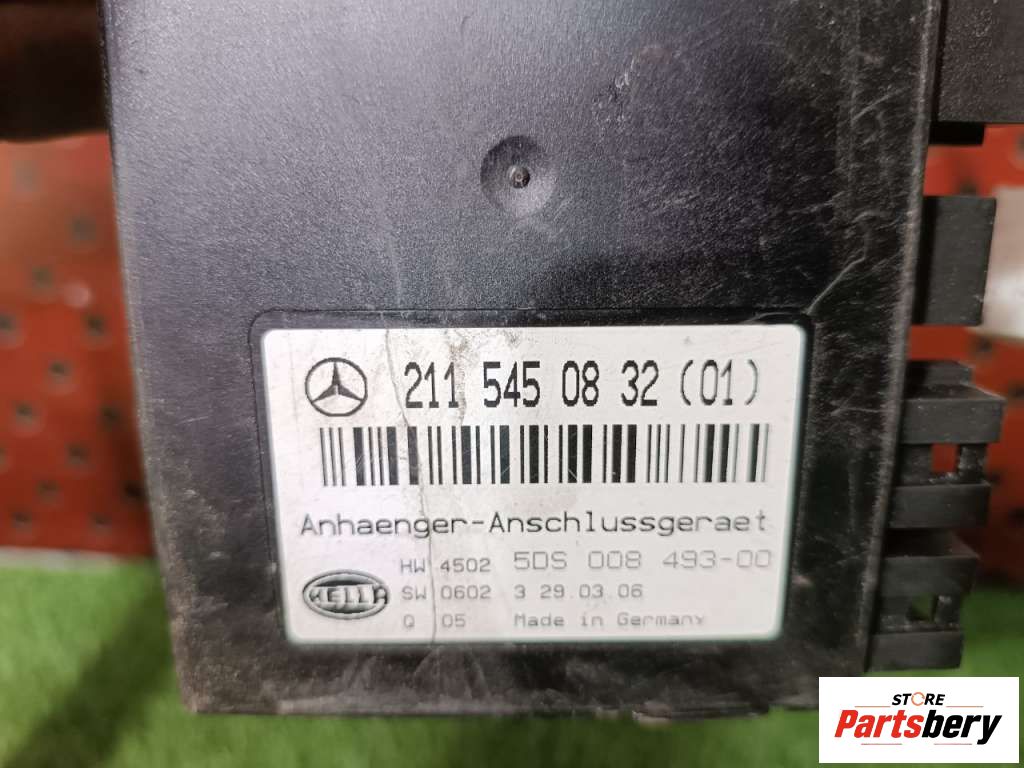 211 545 08 32 (01)
Anhaenger-Anschlussgeraet
HW 4502 5DS 008 493-00
HELLA SW 0602 3 29.03.06
Q 05 Made in Germany
STORE
Partsbery